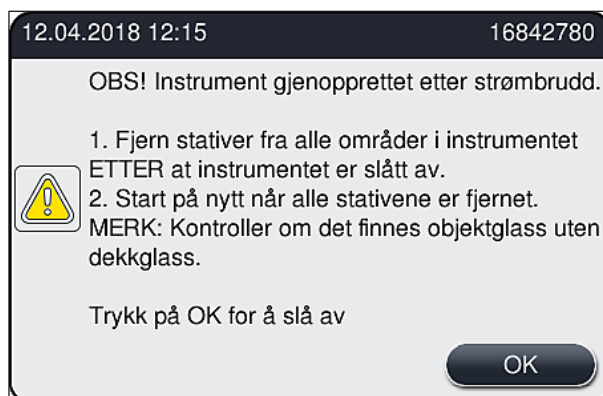 12.04.2018 12:15 16842780
OBS! Instrument gjenopprettet etter strømbrudd.
1. Fjern stativer fra alle områder i instrumentet
ETTER at instrumentet er slått av.
2. Start på nytt når alle stativene er fjernet.
MERK: Kontroller om det finnes objektglass uten
dekkglass.
Trykk på OK for å slå av
OK